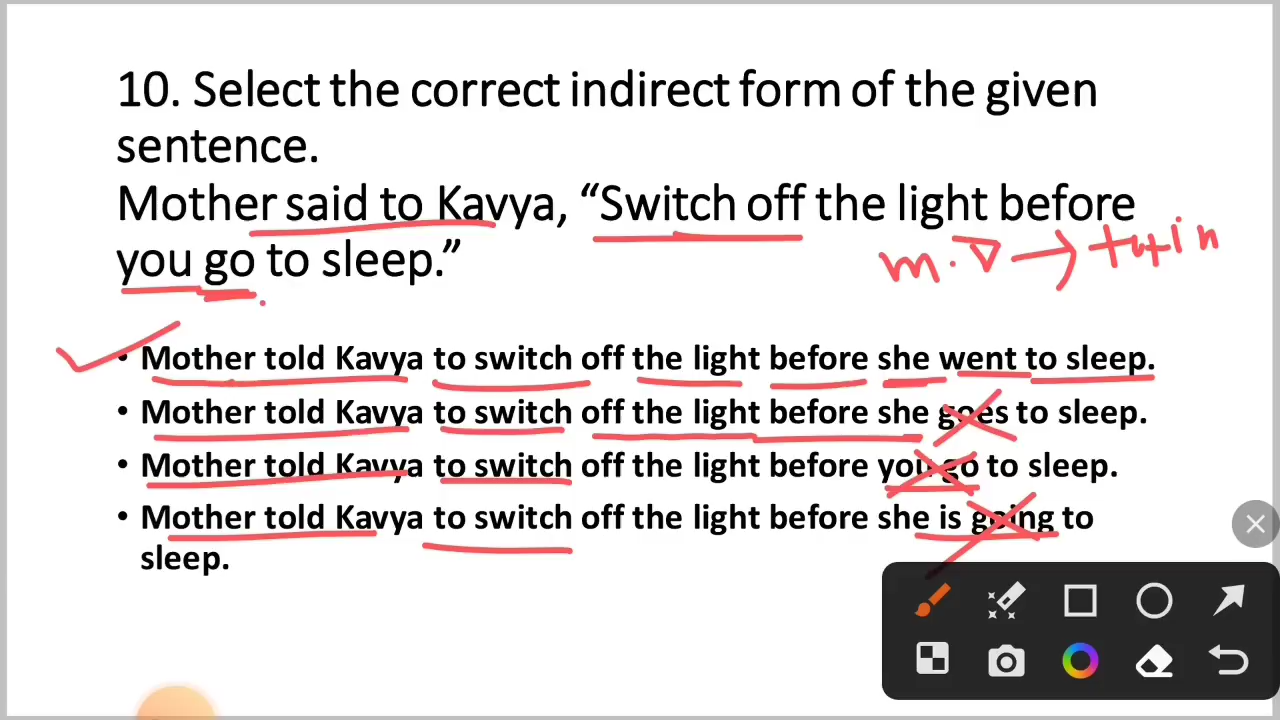 10. Select the correct indirect form of the given
sentence.
Mother said to Kavya, “Switch off the light before
you go to sleep.”
m.v → to+in
• Mother told Kavya to switch off the light before she went to sleep.
• Mother told Kavya to switch off the light before she goes to sleep.
• Mother told Kavya to switch off the light before you go to sleep.
• Mother told Kavya to switch off the light before she is going to
sleep.